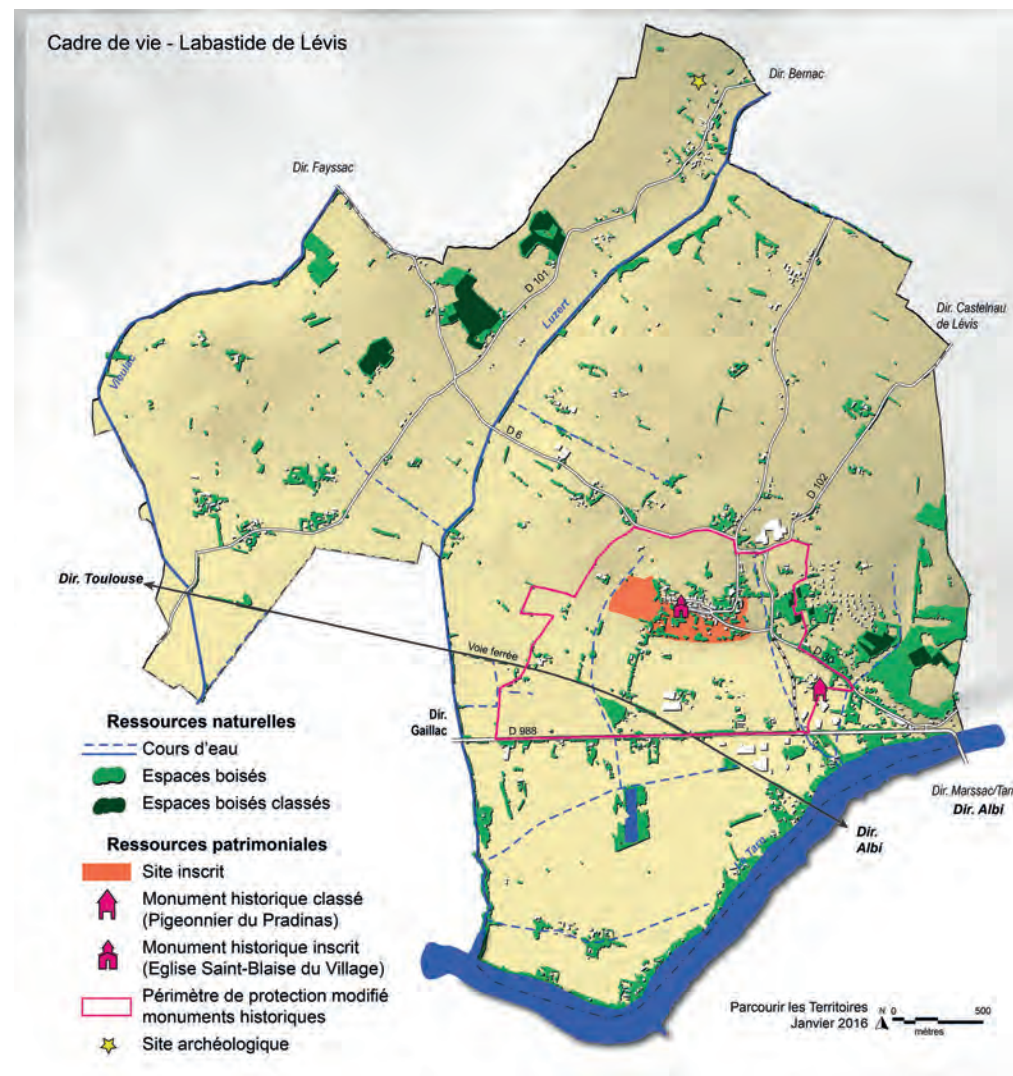 Cadre de vie - Labastide de Lévis
Dir. Bernac
Dir. Fayssac
D 101
Luzert
Dir. Castelnau
de Lévis
Vieulac
D 6
D 102
Dir. Toulouse
Voie ferrée
Dir.
Gaillac
D 988
Dir. Marssac/Tarn
Dir. Albi
Dir.
Albi
Tarn
Ressources naturelles
Cours d'eau
Espaces boisés
Espaces boisés classés
Ressources patrimoniales
Site inscrit
Monument historique classé
(Pigeonnier du Pradinas)
Monument historique inscrit
(Eglise Saint-Blaise du Village)
Périmètre de protection modifié
monuments historiques
Site archéologique
Parcourir les Territoires
Janvier 2016
N 0 500
mètres